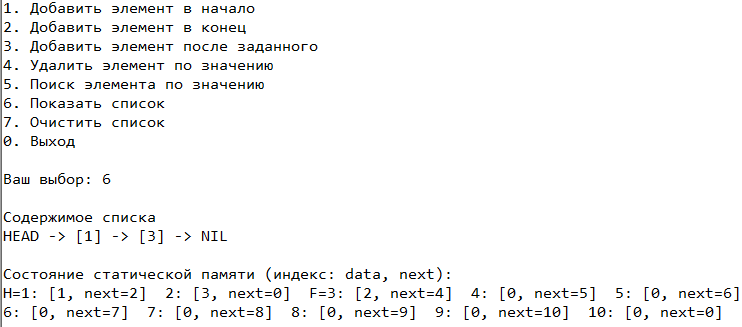 1. Добавить элемент в начало
2. Добавить элемент в конец
3. Добавить элемент после заданного
4. Удалить элемент по значению
5. Поиск элемента по значению
6. Показать список
7. Очистить список
0. Выход
Ваш выбор: 6
Содержимое списка
HEAD -> [1] -> [3] -> NIL
Состояние статической памяти (индекс: data, next):
H=1: [1, next=2]  2: [3, next=0]  F=3: [2, next=4]  4: [0, next=5]  5: [0, next=6]
6: [0, next=7]  7: [0, next=8]  8: [0, next=9]  9: [0, next=10]  10: [0, next=0]